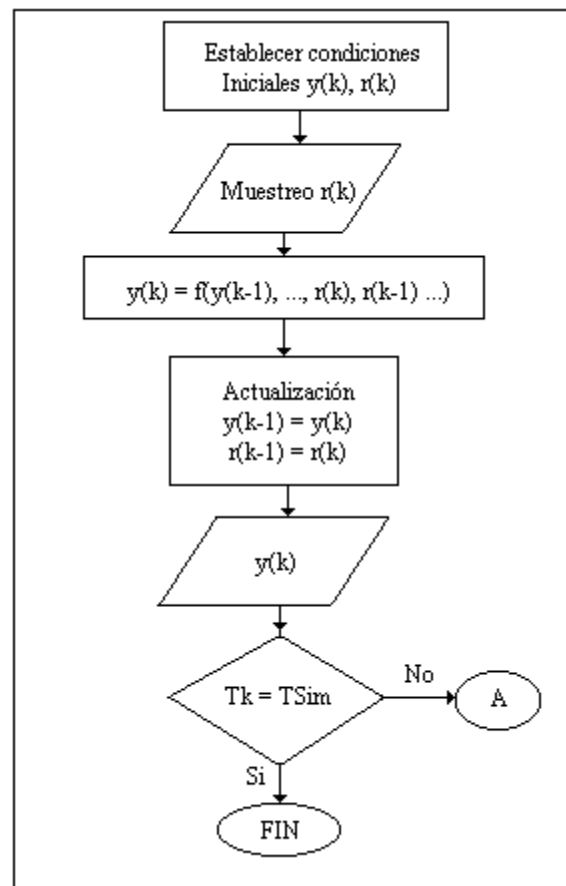 Establecer condiciones
Iniciales y(k), r(k)
Muestreo r(k)
y(k) = f(y(k-1), ..., r(k), r(k-1) ...)
Actualización
y(k-1) = y(k)
r(k-1) = r(k)
y(k)
Tk = TSim
No
A
Si
FIN